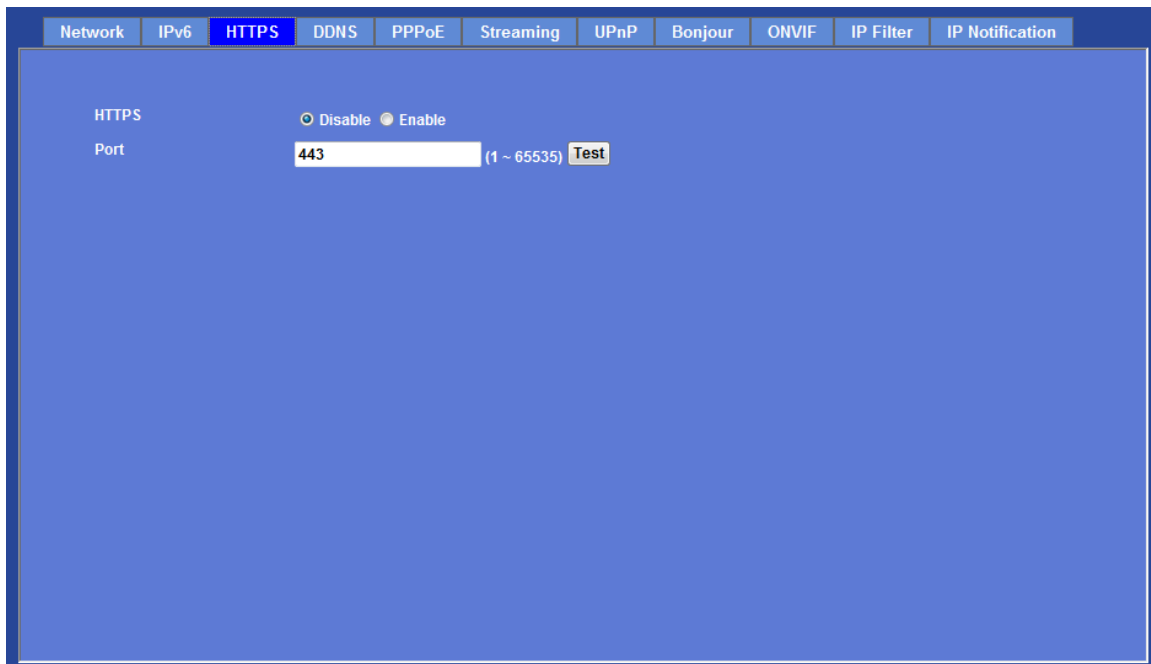 Network IPv6 HTTPS DDNS PPPoE Streaming UPnP Bonjour ONVIF IP Filter IP Notification
HTTPS Disable Enable
Port 443 (1 ~ 65535) Test